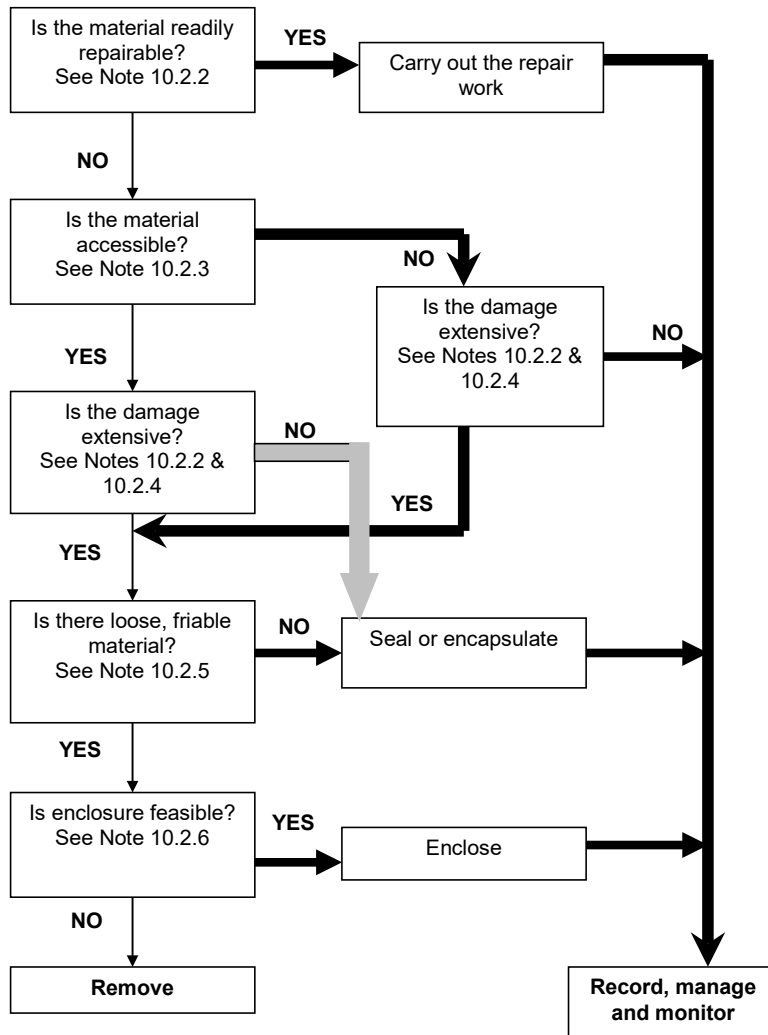 Is the material readily
repairable?
See Note 10.2.2
YES
Carry out the repair
work
NO
Is the material
accessible?
See Note 10.2.3
NO
Is the damage
extensive?
See Notes 10.2.2 &
10.2.4
NO
YES
Is the damage
extensive?
See Notes 10.2.2 &
10.2.4
NO
YES
YES
Is there loose, friable
material?
See Note 10.2.5
NO
Seal or encapsulate
YES
Is enclosure feasible?
See Note 10.2.6
YES
Enclose
NO
Remove
Record, manage
and monitor